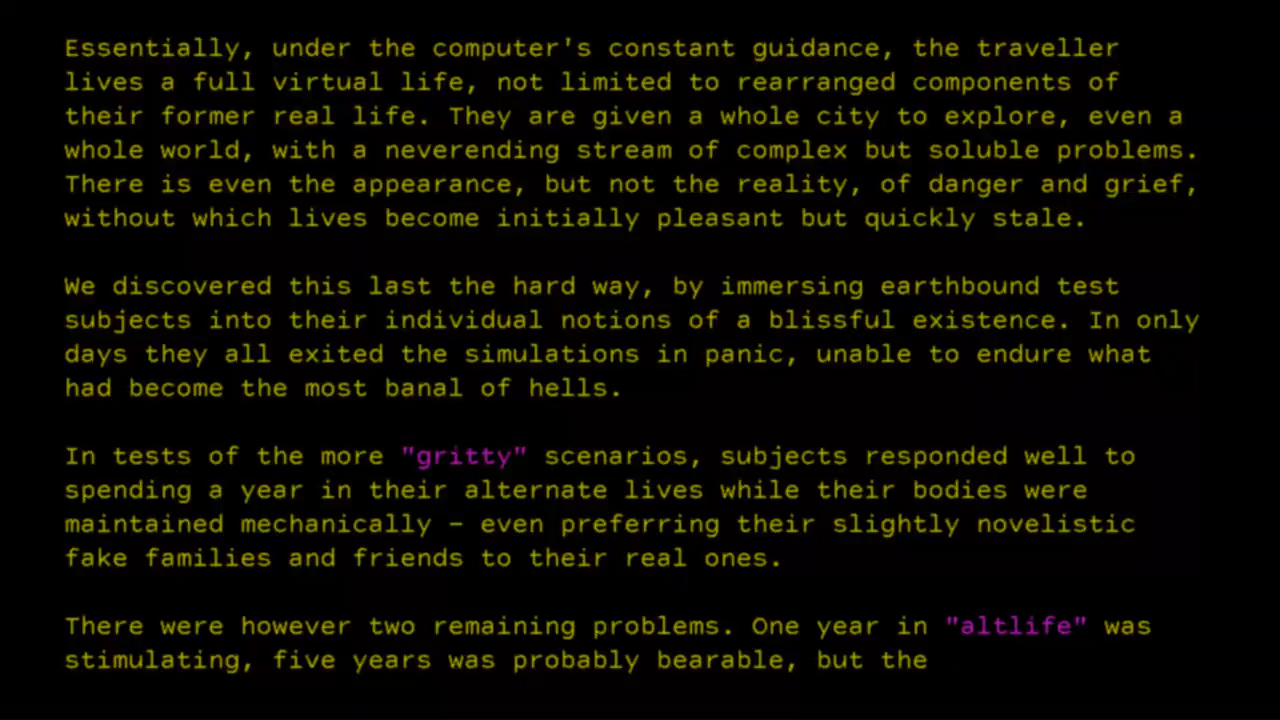 Essentially, under the computer's constant guidance, the traveller
lives a full virtual life, not limited to rearranged components of
their former real life. They are given a whole city to explore, even a
whole world, with a neverending stream of complex but soluble problems.
There is even the appearance, but not the reality, of danger and grief,
without which lives become initially pleasant but quickly stale.
We discovered this last the hard way, by immersing earthbound test
subjects into their individual notions of a blissful existence. In only
days they all exited the simulations in panic, unable to endure what
had become the most banal of hells.
In tests of the more "gritty" scenarios, subjects responded well to
spending a year in their alternate lives while their bodies were
maintained mechanically – even preferring their slightly novelistic
fake families and friends to their real ones.
There were however two remaining problems. One year in "altlife" was
stimulating, five years was probably bearable, but the